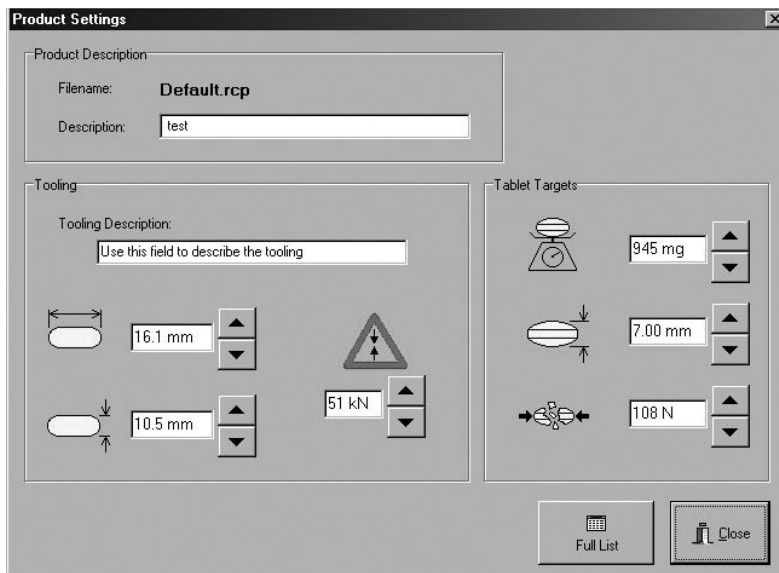 Product Settings
Product Description
Filename: Default.rcp
Description: test
Tooling
Tooling Description:
Use this field to describe the tooling
16.1 mm
10.5 mm
51 kN
Tablet Targets
945 mg
7.00 mm
108 N
Full List
Close